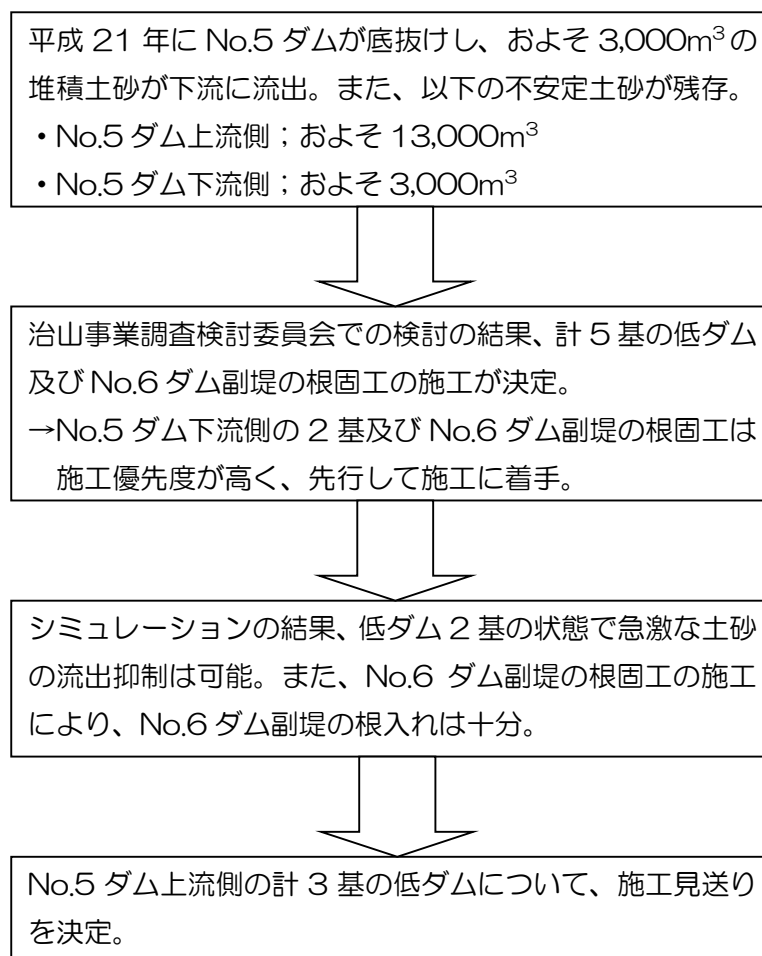 平成 21 年に No.5 ダムが底抜けし、およそ 3,000m³の
堆積土砂が下流に流出。また、以下の不安定土砂が残存。
・No.5 ダム上流側；およそ 13,000m³
・No.5 ダム下流側；およそ 3,000m³
治山事業調査検討委員会での検討の結果、計 5 基の低ダム
及び No.6 ダム副堤の根固工の施工が決定。
→No.5 ダム下流側の 2 基及び No.6 ダム副堤の根固工は
施工優先度が高く、先行して施工に着手。
シミュレーションの結果、低ダム 2 基の状態で急激な土砂
の流出抑制は可能。また、No.6 ダム副堤の根固工の施工
により、No.6 ダム副堤の根入れは十分。
No.5 ダム上流側の計 3 基の低ダムについて、施工見送り
を決定。